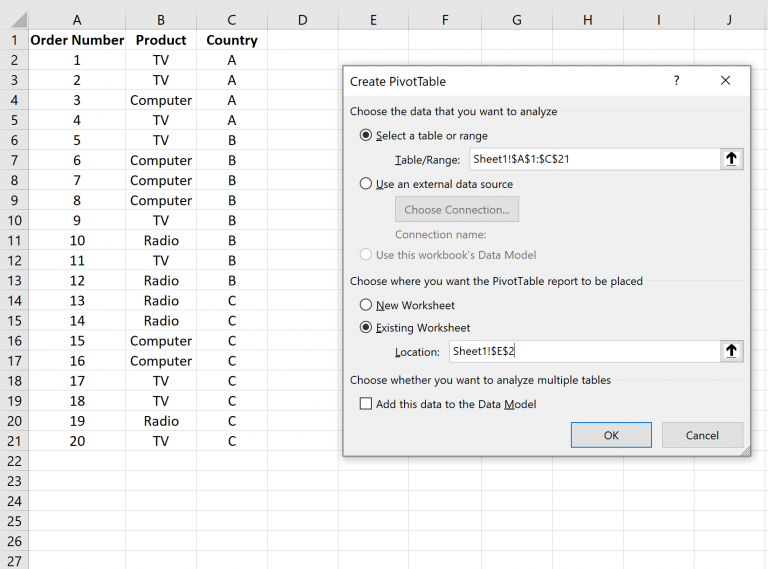 A B C D E F G H I J
1 Order Number Product Country
2 1 TV A
3 2 TV A
4 3 Computer A
5 4 TV A
6 5 TV B
7 6 Computer B
8 7 Computer B
9 8 Computer B
10 9 TV B
11 10 Radio B
12 11 TV B
13 12 Radio B
14 13 Radio C
15 14 Radio C
16 15 Computer C
17 16 Computer C
18 17 TV C
19 18 TV C
20 19 Radio C
21 20 TV C
22
23
24
25
26
27
Create PivotTable ?
Choose the data that you want to analyze
Select a table or range
Table/Range: Sheet1!$A$1:$C$21
Use an external data source
Choose Connection...
Connection name:
Use this workbook's Data Model
Choose where you want the PivotTable report to be placed
New Worksheet
Existing Worksheet
Location: Sheet1!$E$2
Choose whether you want to analyze multiple tables
Add this data to the Data Model
OK Cancel